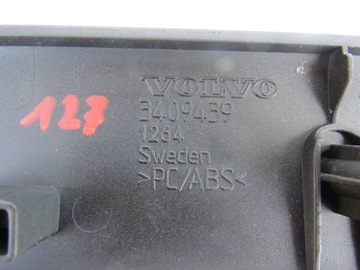 VOLVO
3409439
127
1264
Sweden
>PC/ABS<